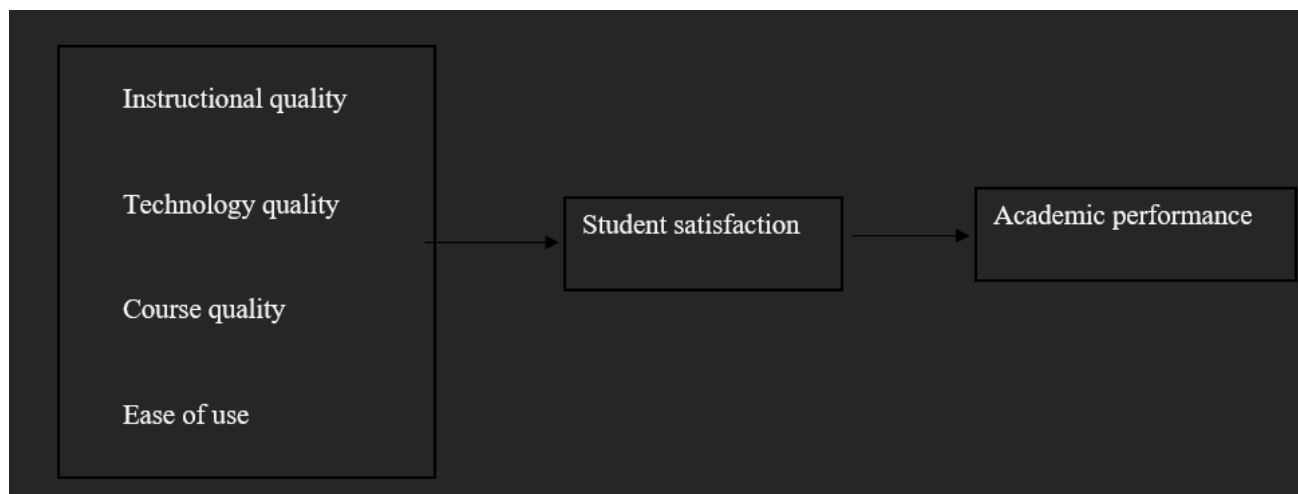 Instructional quality
Technology quality
Course quality
Ease of use
Student satisfaction
Academic performance